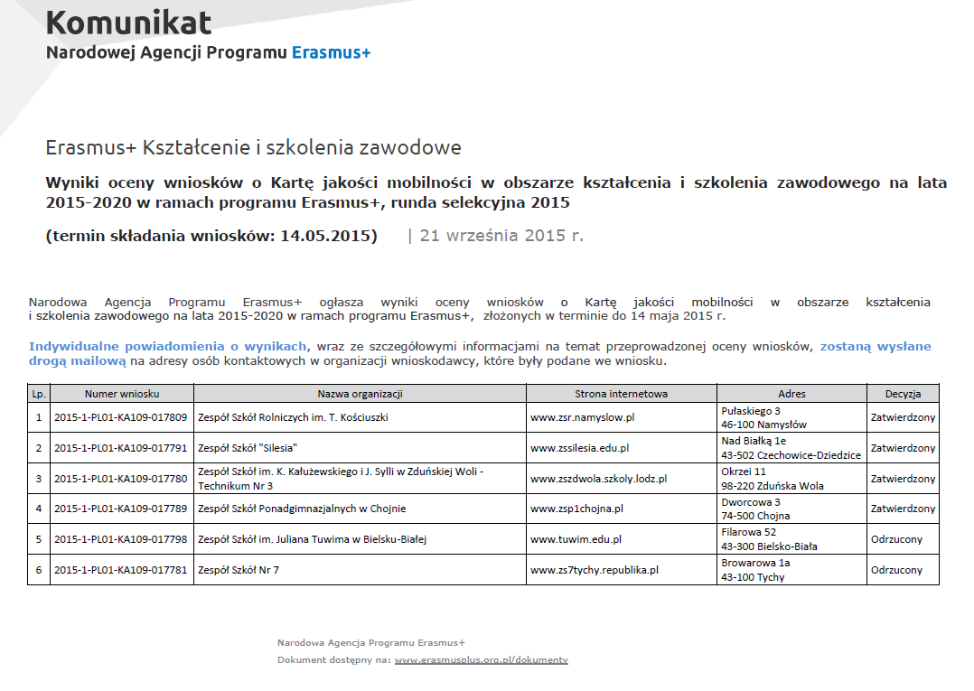 Komunikat
Narodowej Agencji Programu Erasmus+
Erasmus+ Kształcenie i szkolenia zawodowe
Wyniki oceny wniosków o Kartę jakości mobilności w obszarze kształcenia i szkolenia zawodowego na lata
2015-2020 w ramach programu Erasmus+, runda selekcyjna 2015
(termin składania wniosków: 14.05.2015) | 21 września 2015 r.
Narodowa Agencja Programu Erasmus+ ogłasza wyniki oceny wniosków o Kartę jakości mobilności w obszarze kształcenia
i szkolenia zawodowego na lata 2015-2020 w ramach programu Erasmus+, złożonych w terminie do 14 maja 2015 r.
Indywidualne powiadomienia o wynikach, wraz ze szczegółowymi informacjami na temat przeprowadzonej oceny wniosków, zostaną wysłane
drogą mailową na adresy osób kontaktowych w organizacji wnioskodawcy, które były podane we wniosku.
Lp. Numer wniosku Nazwa organizacji Strona internetowa Adres Decyzja
1 2015-1-PL01-KA109-017809 Zespół Szkół Rolniczych im. T. Kościuszki www.zsr.namyslow.pl Pułaskiego 3 Zatwierdzony
46-100 Namysłów
2 2015-1-PL01-KA109-017791 Zespół Szkół "Silesia" www.zssilesia.edu.pl Nad Białką 1e Zatwierdzony
43-502 Czechowice-Dziedzice
3 2015-1-PL01-KA109-017780 Zespół Szkół im. K. Kałużewskiego i J. Sylli w Zduńskiej Woli - www.zszdwola.szkoly.lodz.pl Okrzei 11 Zatwierdzony
Technikum Nr 3 98-220 Zduńska Wola
4 2015-1-PL01-KA109-017789 Zespół Szkół Ponadgimnazjalnych w Chojnie www.zsp1chojna.pl Dworcowa 3 Zatwierdzony
74-500 Chojna
5 2015-1-PL01-KA109-017798 Zespół Szkół im. Juliana Tuwima w Bielsku-Białej www.tuwim.edu.pl Filarowa 52 Odrzucony
43-300 Bielsko-Biała
6 2015-1-PL01-KA109-017781 Zespół Szkół Nr 7 www.zs7tychy.republika.pl Browarowa 1a Odrzucony
43-100 Tychy
Narodowa Agencja Programu Erasmus+
Dokument dostępny na: www.erasmusplus.org.pl/dokumenty